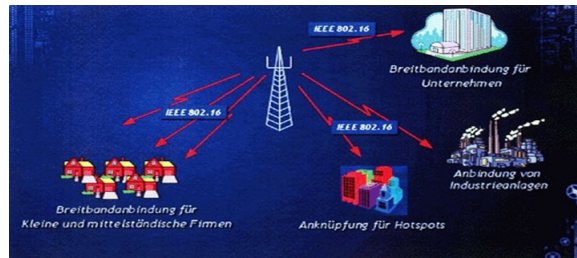 IEEE 802.16
Breitbandanbindung für
Unternehmen
IEEE 802.16
IEEE 802.16
Anbindung von
Industrieanlagen
Breitbandanbindung für
Kleine und mittelständische Firmen
Anknüpfung für Hotspots